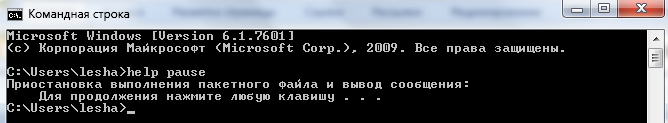 Командная строка
Microsoft Windows [Version 6.1.7601]
(c) Корпорация Майкрософт (Microsoft Corp.), 2009. Все права защищены.
C:\Users\lesha>help pause
Приостановка выполнения пакетного файла и вывод сообщения:
Для продолжения нажмите любую клавишу . . .
C:\Users\lesha>_